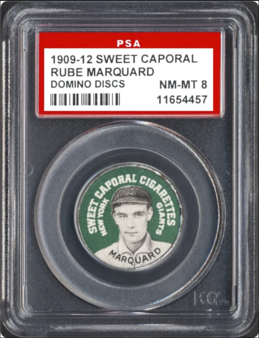 PSA
1909-12 SWEET CAPORAL
RUBE MARQUARD
DOMINO DISCS NM-MT 8
11654457
SWEET CAPORAL CIGARETTES
NEW YORK GIANTS
MARQUARD